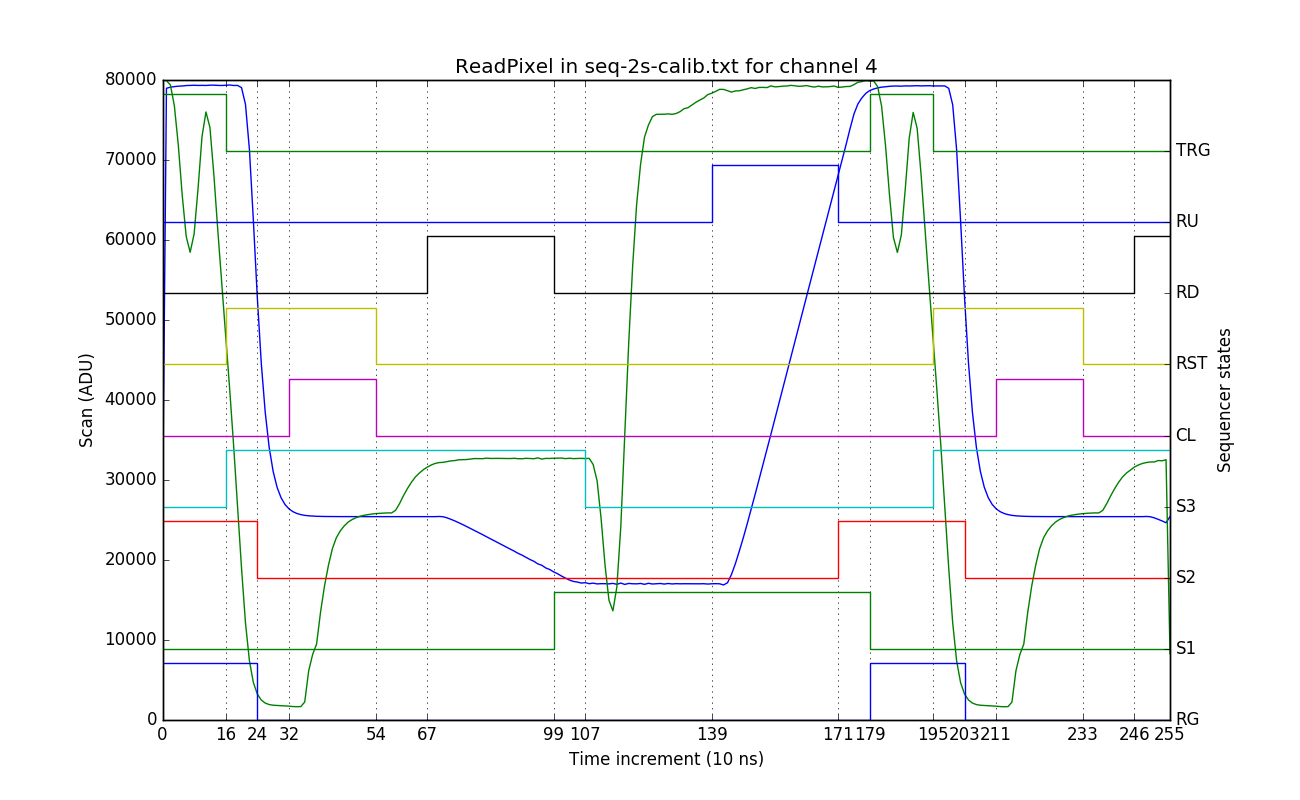 ReadPixel in seq-2s-calib.txt for channel 4
80000
70000
60000
50000
40000
30000
20000
10000
0
Scan (ADU)
TRG
RU
RD
RST
CL
S3
S2
S1
RG
Sequencer states
0 16 24 32 54 67 99 107 139 171 179 195 203 211 233 246 255
Time increment (10 ns)